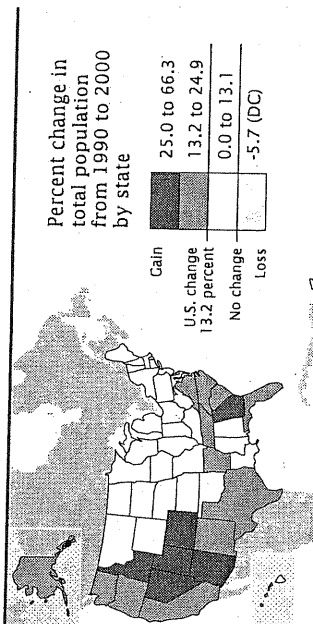 Percent change in
total population
from 1990 to 2000
by state
Gain
25.0 to 66.3
13.2 to 24.9
U.S. change
13.2 percent
0.0 to 13.1
No change
Loss
-5.7 (DC)